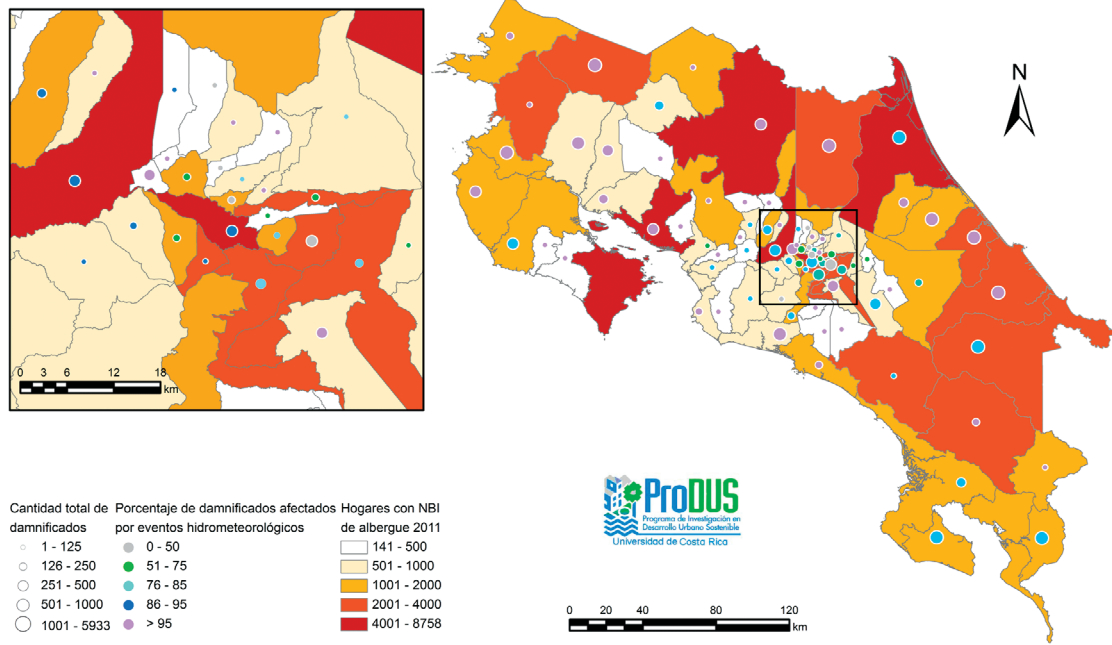 0 3 6 12 18
km
N
Cantidad total de
damnificados
1 - 125
126 - 250
251 - 500
501 - 1000
1001 - 5933
Porcentaje de damnificados afectados
por eventos hidrometeorológicos
0 - 50
51 - 75
76 - 85
86 - 95
> 95
Hogares con NBI
de albergue 2011
141 - 500
501 - 1000
1001 - 2000
2001 - 4000
4001 - 8758
ProDUS
Programa de Investigación en
Desarrollo Urbano Sostenible
Universidad de Costa Rica
0 20 40 80 120
km